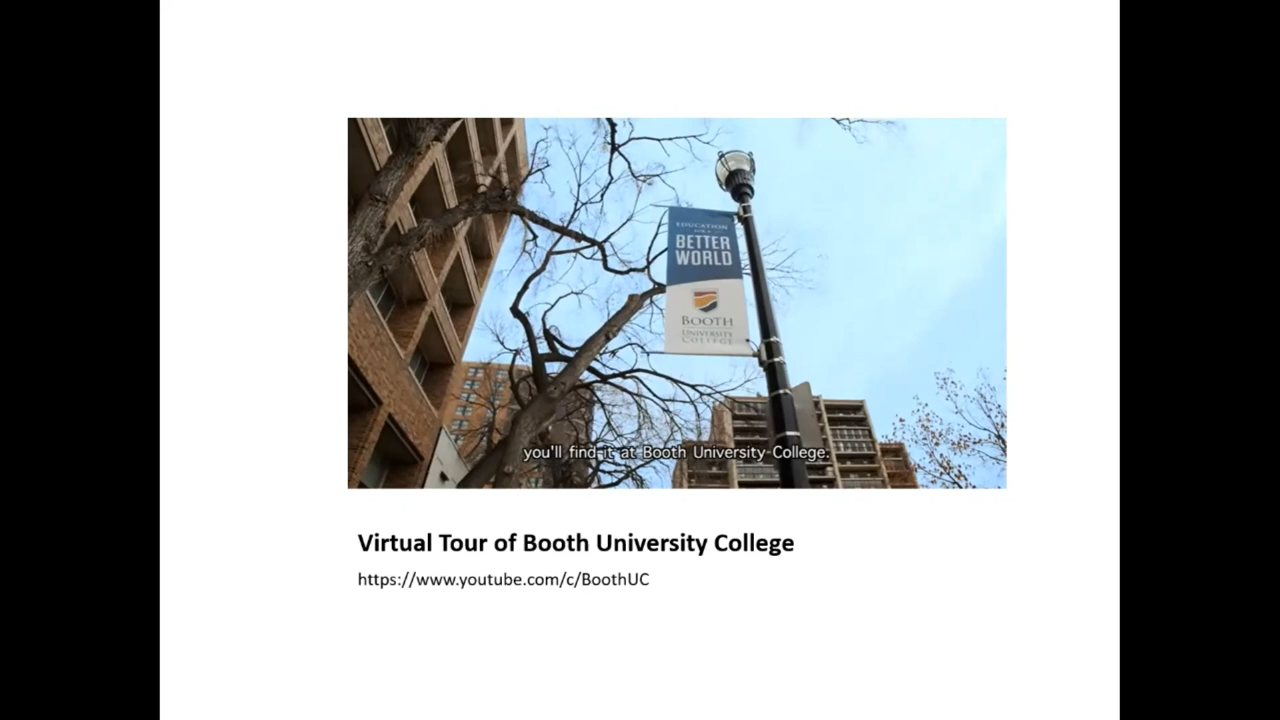 EDUCATION
FOR A
BETTER
WORLD
BOOTH
UNIVERSITY
COLLEGE
you'll find it at Booth University College.
Virtual Tour of Booth University College
https://www.youtube.com/c/BoothUC